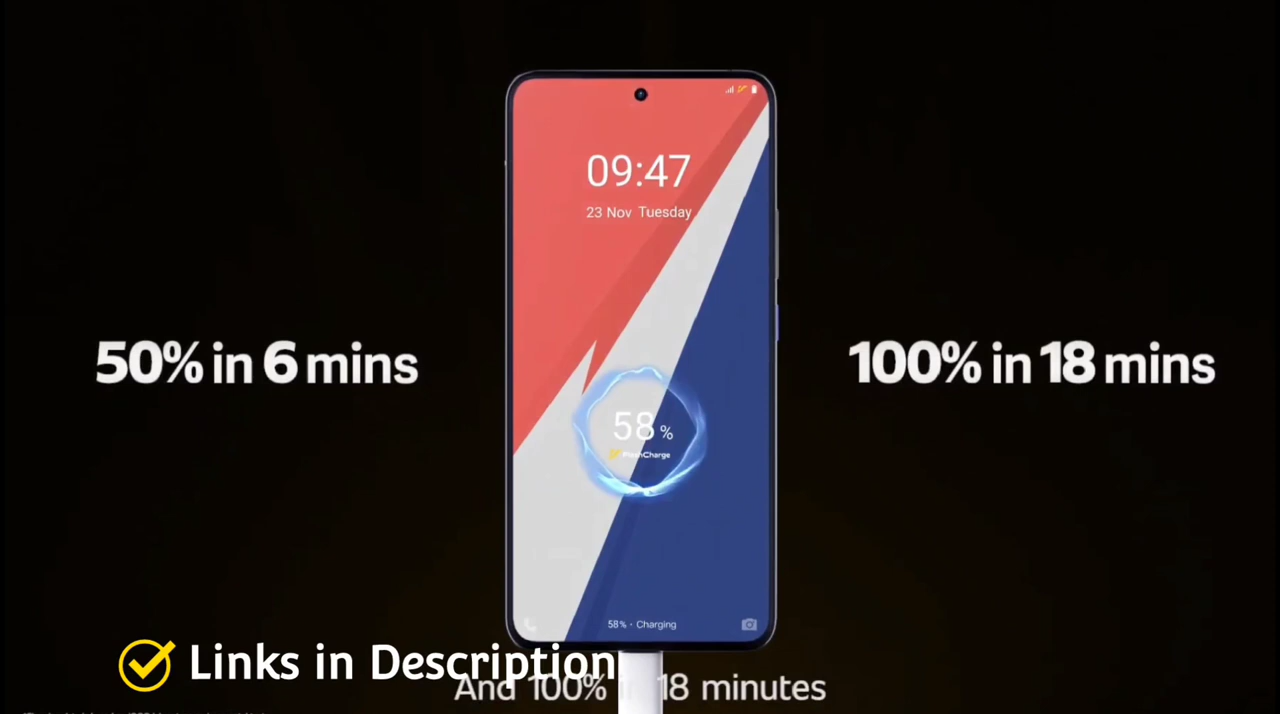 09:47
23 Nov Tuesday
50% in 6 mins
100% in 18 mins
58 %
FlashCharge
58% · Charging
Links in Description
And 100% in 18 minutes